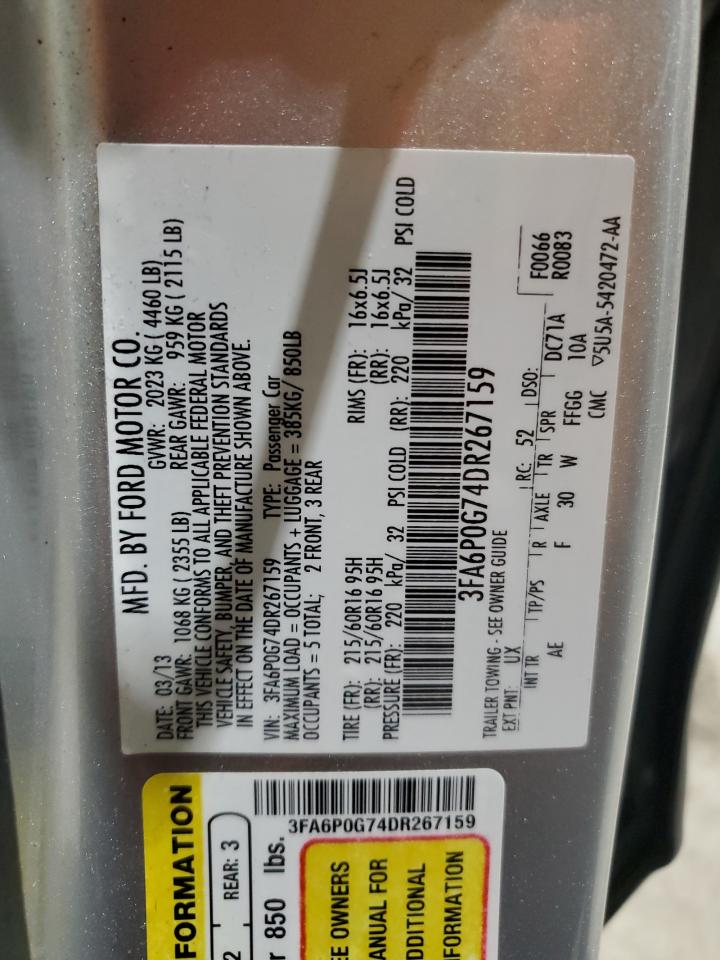 MFD. BY FORD MOTOR CO.
DATE: 03/13 GVWR: 2023 KG ( 4460 LB)
FRONT GAWR: 1068 KG ( 2355 LB) REAR GAWR: 959 KG ( 2115 LB)
THIS VEHICLE CONFORMS TO ALL APPLICABLE FEDERAL MOTOR
VEHICLE SAFETY, BUMPER, AND THEFT PREVENTION STANDARDS
IN EFFECT ON THE DATE OF MANUFACTURE SHOWN ABOVE.
VIN: 3FA6P0G74DR267159 TYPE: Passenger Car
MAXIMUM LOAD = OCCUPANTS + LUGGAGE = 385KG/ 850LB
OCCUPANTS = 5 TOTAL; 2 FRONT, 3 REAR
TIRE (FR): 215/60R16 95H RIMS (FR): 16x6.5J
(RR): 215/60R16 95H (RR): 16x6.5J
PRESSURE (FR): 220 kPa/ 32 PSI COLD (RR): 220 kPa/ 32 PSI COLD
3FA6P0G74DR267159
TRAILER TOWING - SEE OWNER GUIDE
EXT PNT: UX RC: 52 DSO: F0066
INT TR TP/PS R AXLE TR SPR DC71A R0083
AE F 30 W FFGG 10A
CMC ▽5U5A-5420472-AA
FORMATION
2 REAR: 3
r 850 lbs.
3FA6P0G74DR267159
EE OWNERS
ANUAL FOR
DDITIONAL
FORMATION